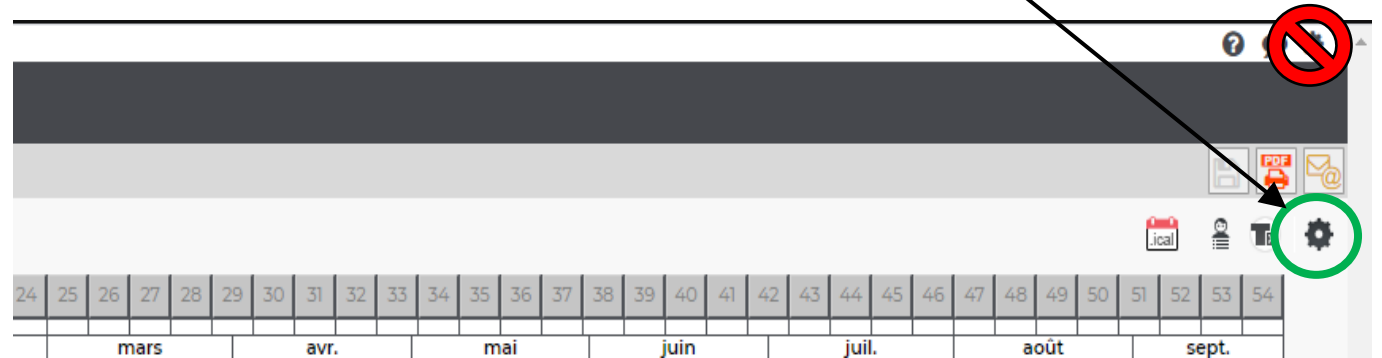 ?
PDF
@
.ical
T
24 25 26 27 28 29 30 31 32 33 34 35 36 37 38 39 40 41 42 43 44 45 46 47 48 49 50 51 52 53 54
mars avr. mai juin juil. août sept.